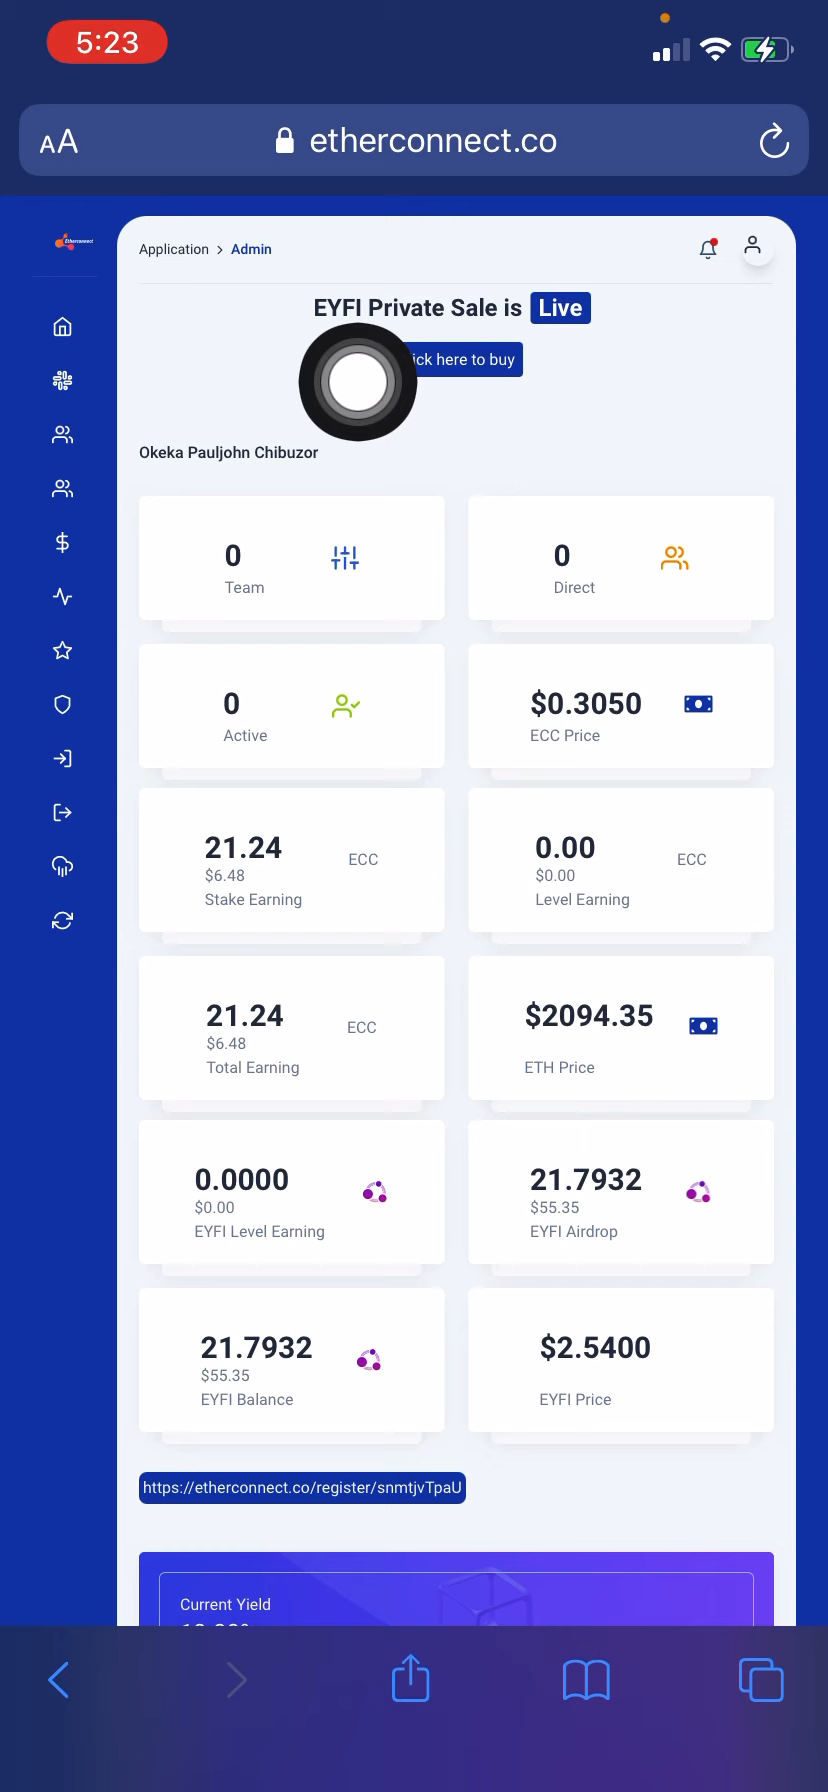 5:23
AA
etherconnect.co
Etherconnect
Application > Admin
EYFI Private Sale is Live
ick here to buy
Okeka Pauljohn Chibuzor
0
Team
0
Direct
0
Active
$0.3050
ECC Price
21.24
$6.48
Stake Earning
ECC
0.00
$0.00
Level Earning
ECC
21.24
$6.48
Total Earning
ECC
$2094.35
ETH Price
0.0000
$0.00
EYFI Level Earning
21.7932
$55.35
EYFI Airdrop
21.7932
$55.35
EYFI Balance
$2.5400
EYFI Price
https://etherconnect.co/register/snmtjvTpaU
Current Yield